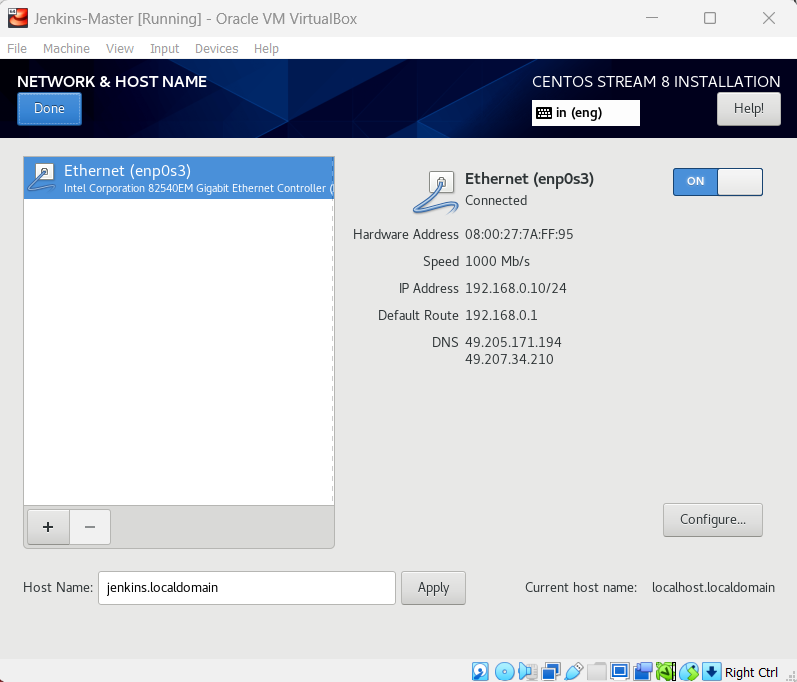 Jenkins-Master [Running] - Oracle VM VirtualBox
File Machine View Input Devices Help
NETWORK & HOST NAME
Done
CENTOS STREAM 8 INSTALLATION
in (eng)
Help!
Ethernet (enp0s3)
Intel Corporation 82540EM Gigabit Ethernet Controller (
Ethernet (enp0s3)
Connected
ON
Hardware Address 08:00:27:7A:FF:95
Speed 1000 Mb/s
IP Address 192.168.0.10/24
Default Route 192.168.0.1
DNS 49.205.171.194
49.207.34.210
+ −
Configure...
Host Name: jenkins.localdomain Apply Current host name: localhost.localdomain
Right Ctrl